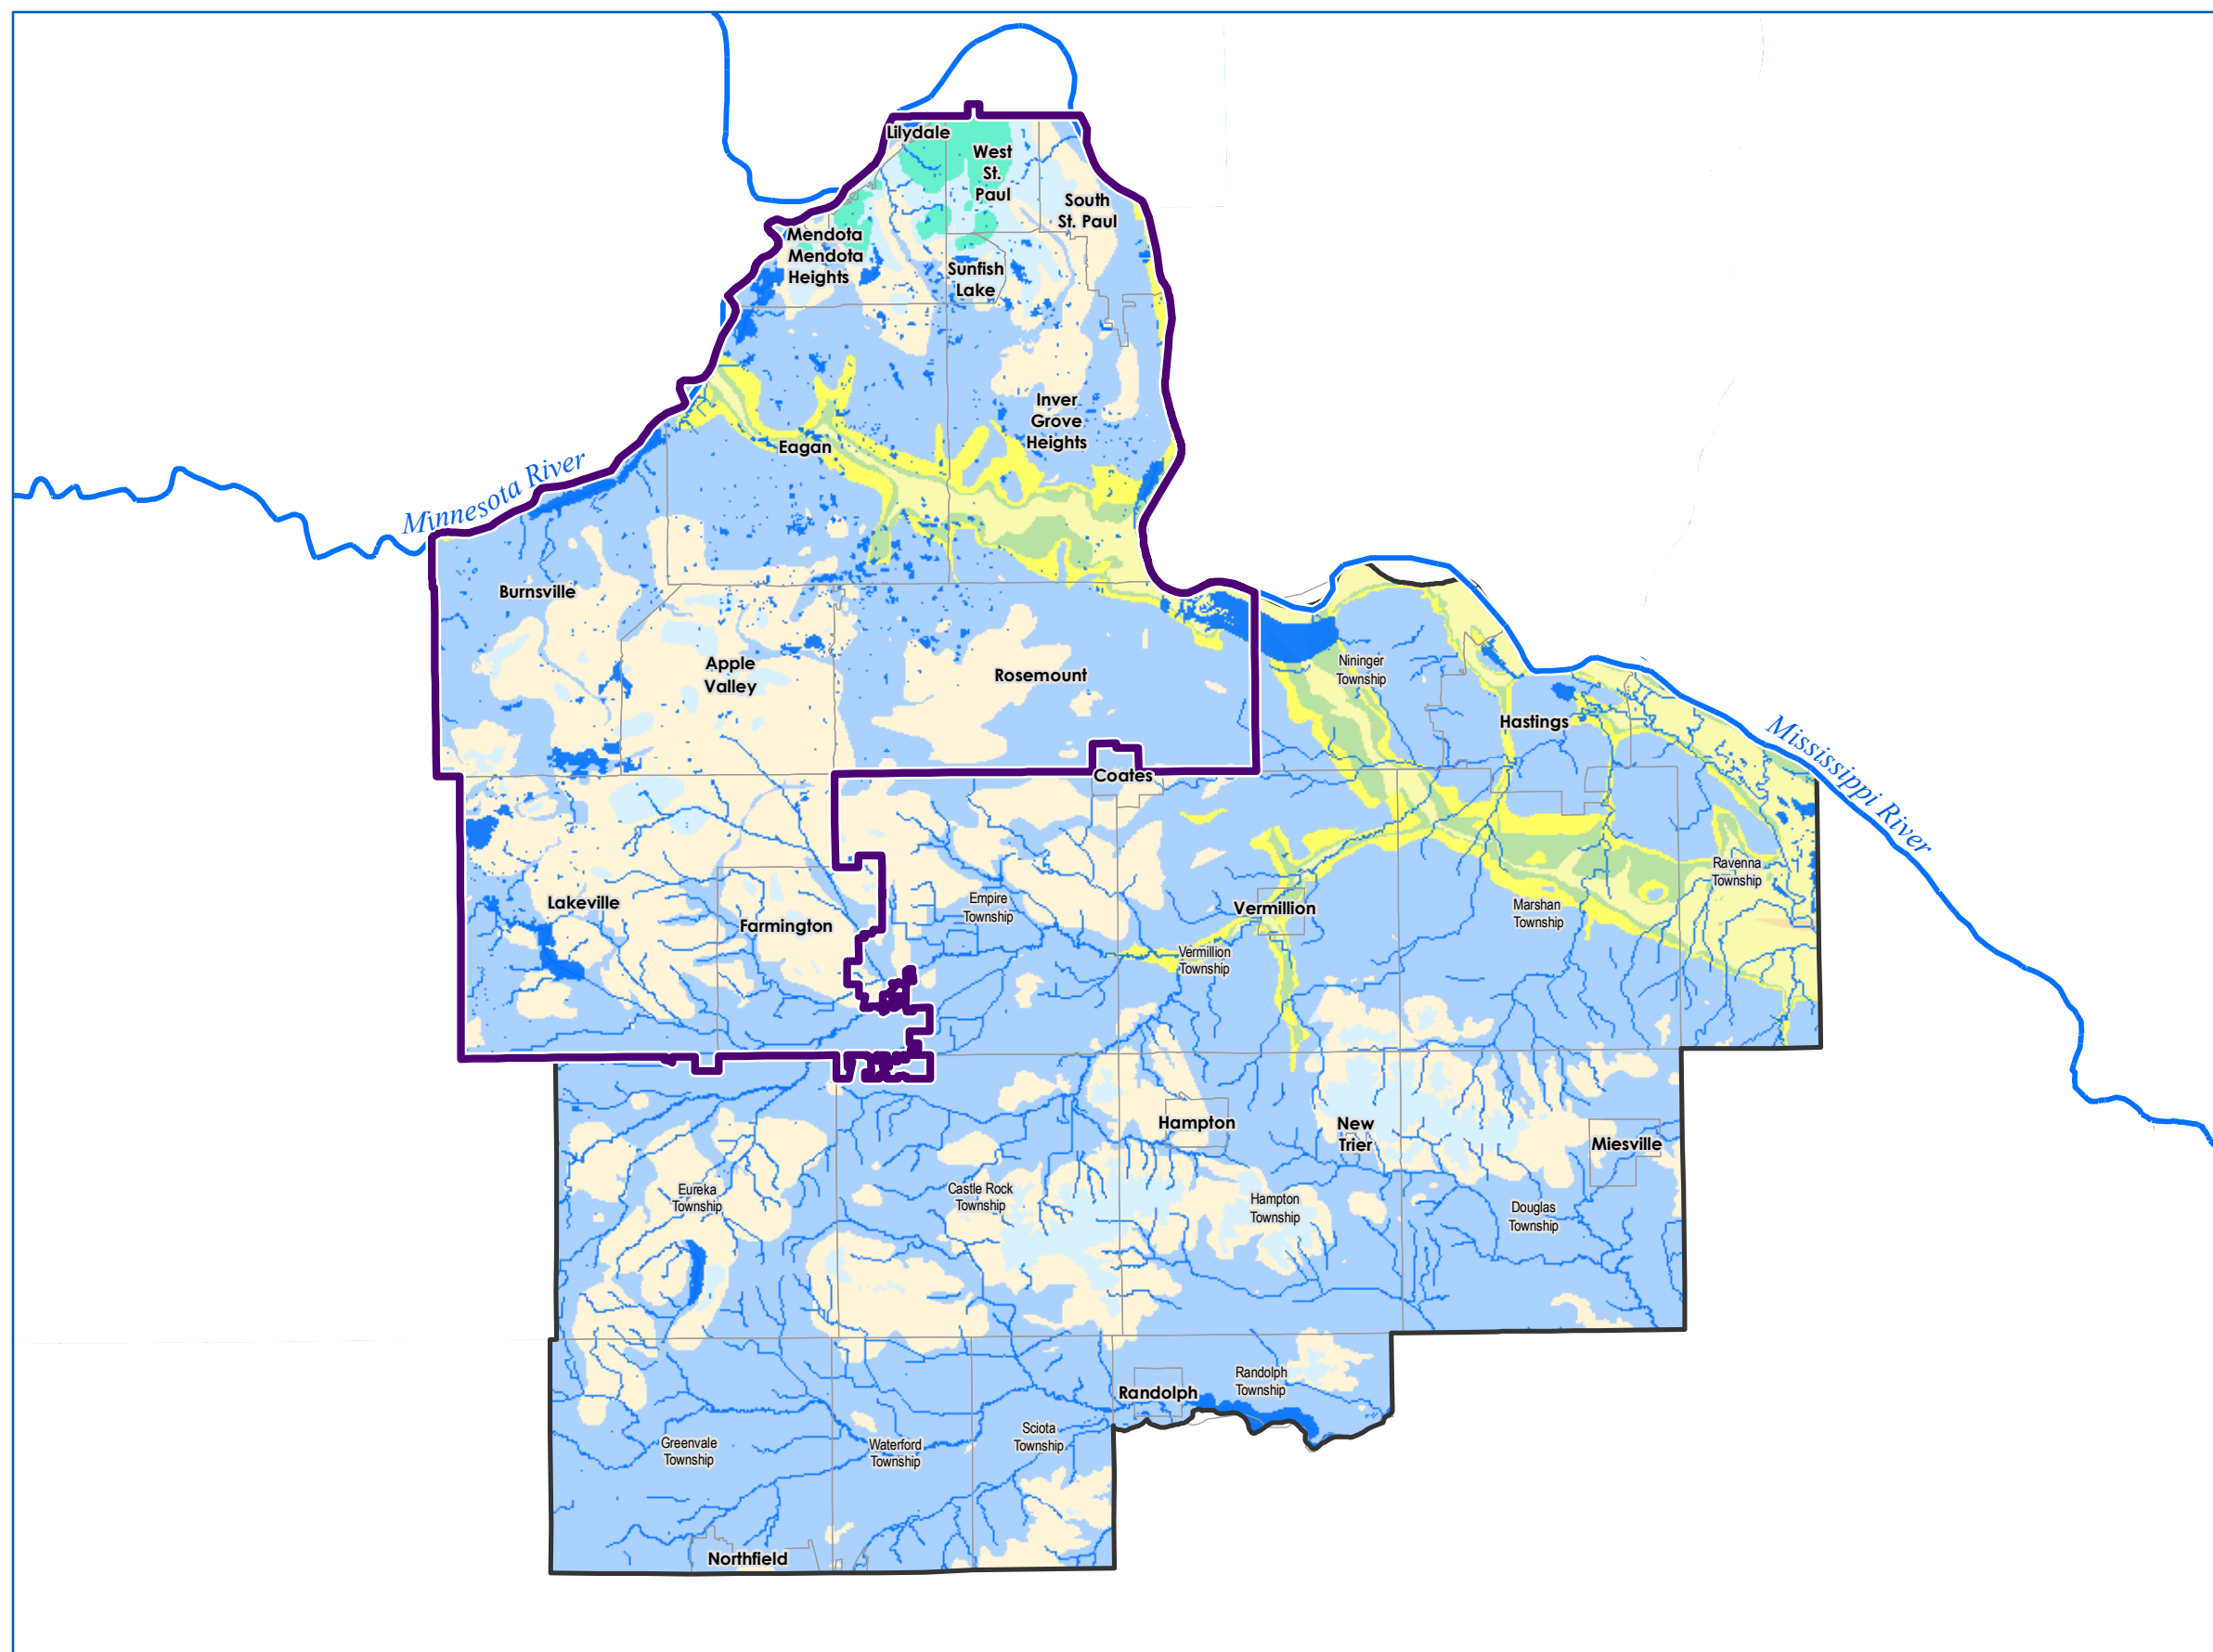 Lilydale
West
St.
Paul
South
St. Paul
Mendota
Mendota
Heights
Sunfish
Lake
Inver
Grove
Heights
Eagan
Minnesota River
Burnsville
Apple
Valley
Rosemount
Nininger
Township
Hastings
Mississippi River
Coates
Ravenna
Township
Lakeville
Farmington
Empire
Township
Vermillion
Marshan
Township
Vermillion
Township
Hampton
New
Trier
Miesville
Eureka
Township
Castle Rock
Township
Hampton
Township
Douglas
Township
Randolph
Randolph
Township
Greenvale
Township
Waterford
Township
Sciota
Township
Northfield